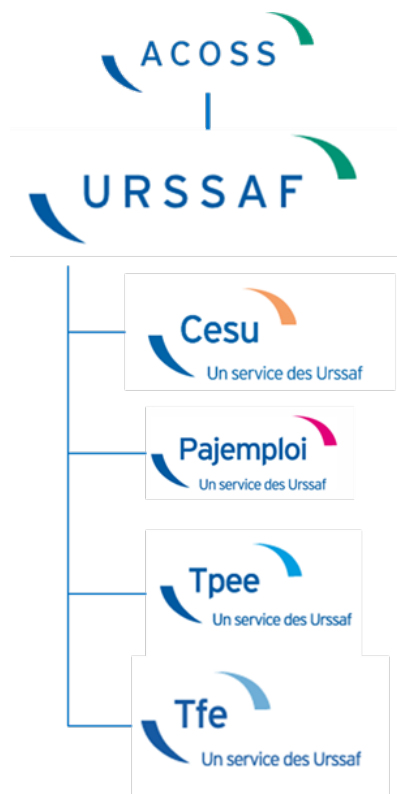 ACOSS
URSSAF
Cesu
Un service des Urssaf
Pajemploi
Un service des Urssaf
Tpee
Un service des Urssaf
Tfe
Un service des Urssaf